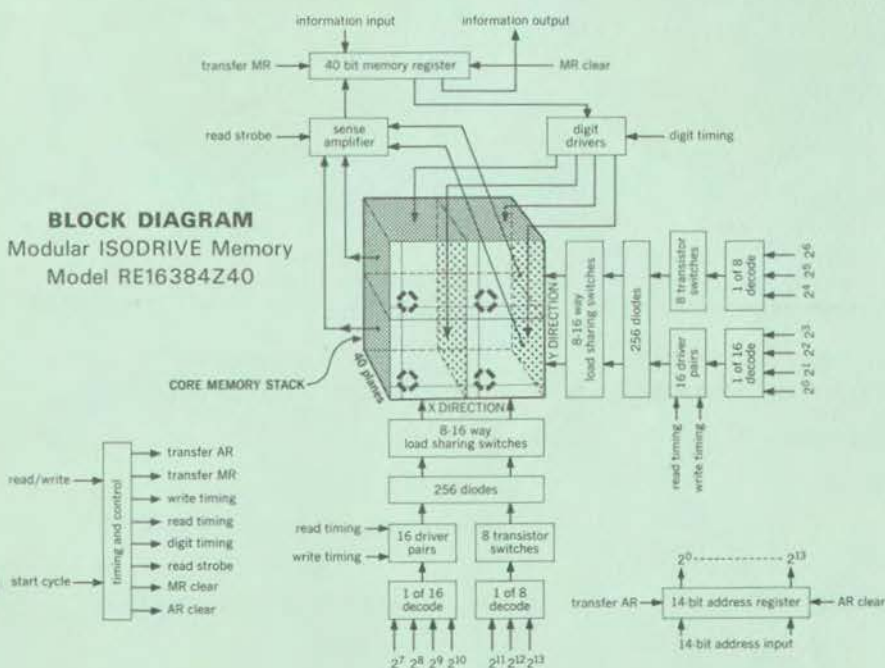 information input
information output
transfer MR
40 bit memory register
MR clear
read strobe
sense
amplifier
digit
drivers
digit timing
BLOCK DIAGRAM
Modular ISODRIVE Memory
Model RE16384Z40
CORE MEMORY STACK
40 planes
X DIRECTION
Y DIRECTION
8-16 way
load sharing switches
256 diodes
8 transistor
switches
1 of 8
decode
2⁶
2⁵
2⁴
16 driver
pairs
1 of 16
decode
2³
2²
2¹
2⁰
read timing
write timing
8-16 way
load sharing switches
256 diodes
read timing
write timing
16 driver
pairs
8 transistor
switches
1 of 16
decode
1 of 8
decode
2⁷ 2⁸ 2⁹ 2¹⁰
2¹¹ 2¹² 2¹³
read/write
start cycle
timing and control
transfer AR
transfer MR
write timing
read timing
digit timing
read strobe
MR clear
AR clear
2⁰ ------------ 2¹³
transfer AR
14-bit address register
AR clear
14-bit address input